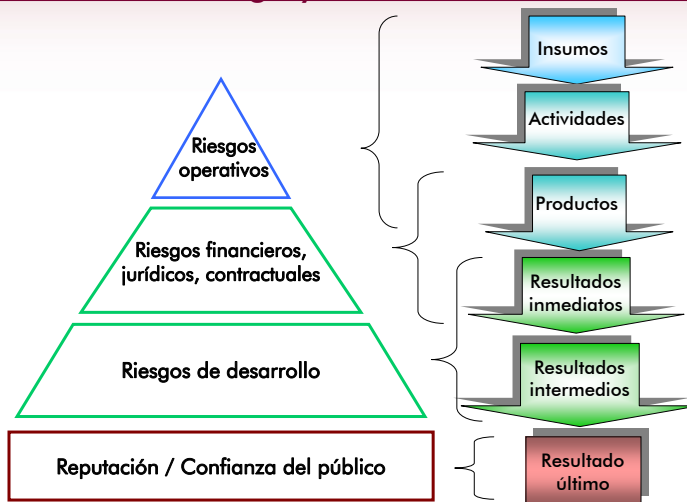 Riesgos
operativos
Riesgos financieros,
jurídicos, contractuales
Riesgos de desarrollo
Reputación / Confianza del público
Insumos
Actividades
Productos
Resultados
inmediatos
Resultados
intermedios
Resultado
último